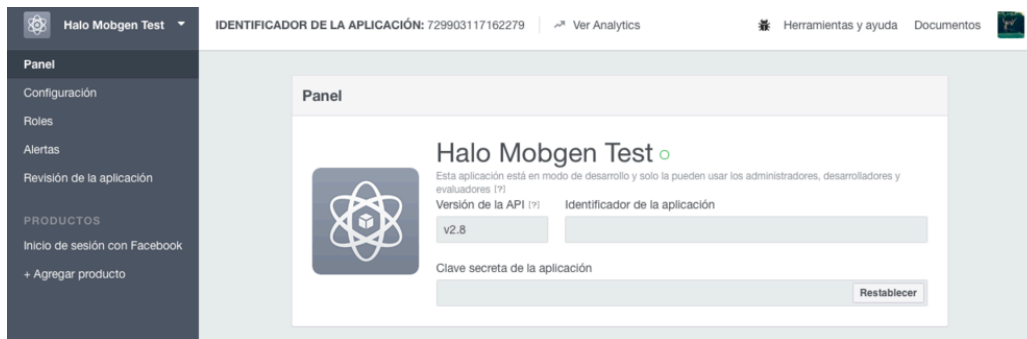 Halo Mobgen Test
IDENTIFICADOR DE LA APLICACIÓN: 729903117162279
Ver Analytics
Herramientas y ayuda
Documentos
Panel
Configuración
Roles
Alertas
Revisión de la aplicación
PRODUCTOS
Inicio de sesión con Facebook
+ Agregar producto
Panel
Halo Mobgen Test
Esta aplicación está en modo de desarrollo y solo la pueden usar los administradores, desarrolladores y
evaluadores [?]
Versión de la API [?]
Identificador de la aplicación
v2.8
Clave secreta de la aplicación
Restablecer